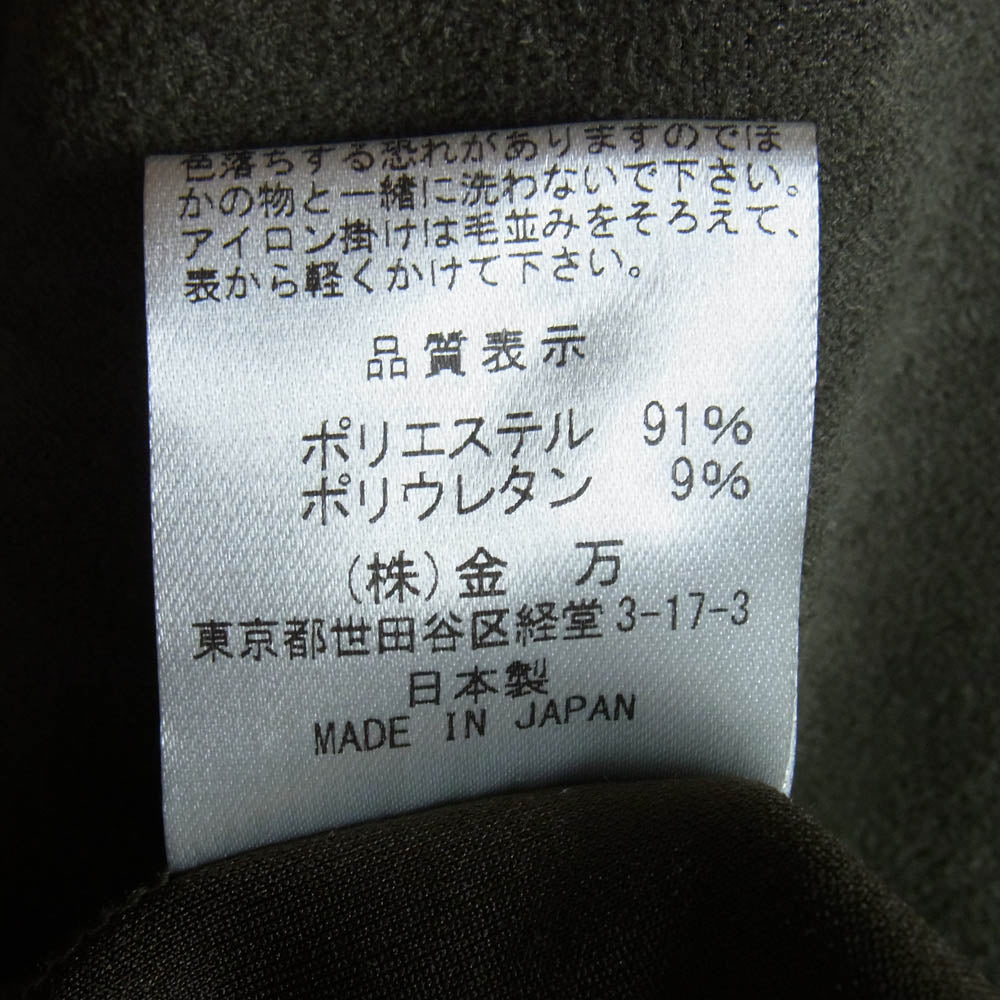 色落ちする恐れがありますのでほ
かの物と一緒に洗わないで下さい。
アイロン掛けは毛並みをそろえて、
表から軽くかけて下さい。
品質表示
ポリエステル 91%
ポリウレタン 9%
(株)金 万
東京都世田谷区経堂3-17-3
日本製
MADE IN JAPAN